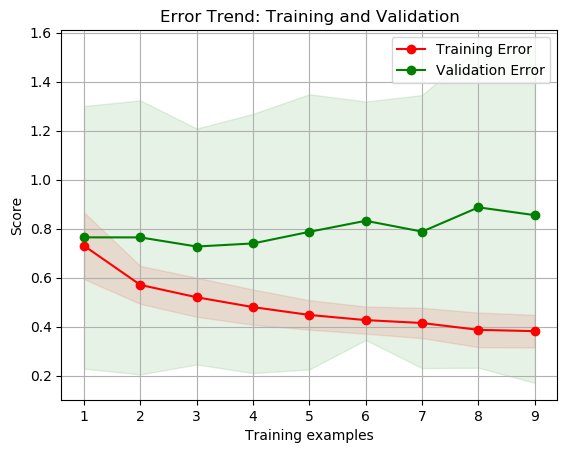 Error Trend: Training and Validation
Training Error
Validation Error
Score
1.6
1.4
1.2
1.0
0.8
0.6
0.4
0.2
1 2 3 4 5 6 7 8 9
Training examples